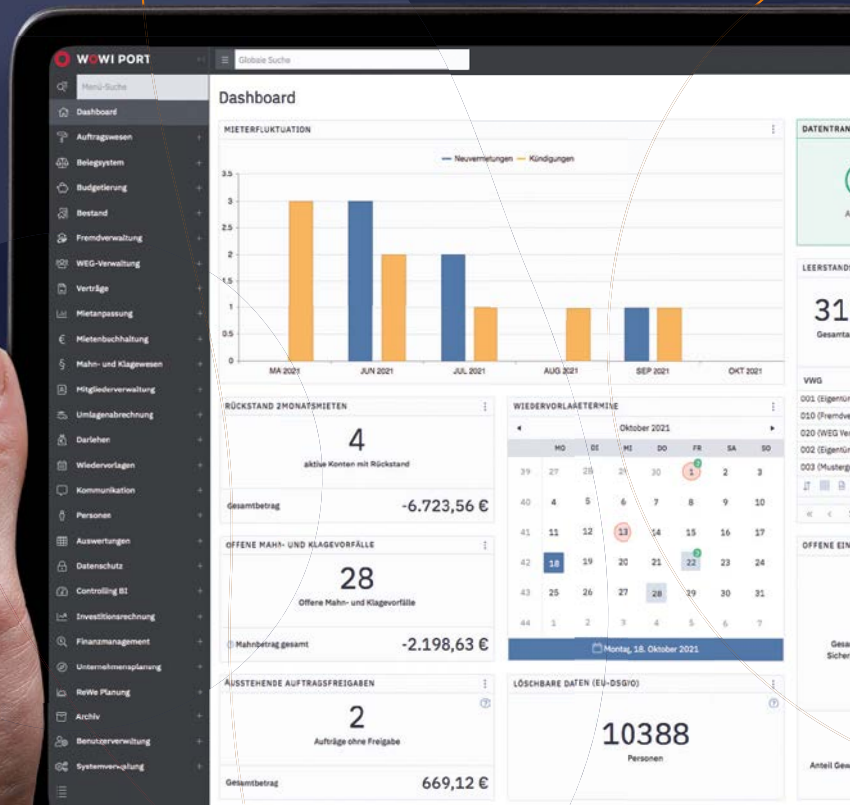 WOWI PORT
Globale Suche
Menü-Suche
Dashboard
Auftragswesen
Belegsystem
Budgetierung
Bestand
Fremdverwaltung
WEG-Verwaltung
Verträge
Mietanpassung
Mietenbuchhaltung
Mahn- und Klagewesen
Mitgliederverwaltung
Umlagenabrechnung
Darlehen
Wiedervorlagen
Kommunikation
Personen
Auswertungen
Datenschutz
Controlling BI
Investitionsrechnung
Finanzmanagement
Unternehmensplanung
ReWe Planung
Archiv
Benutzerverwaltung
Systemverwaltung
Dashboard
MIETERFLUKTUATION
Neuvermietungen Kündigungen
3.5
3
2.5
2
1.5
1
0.5
0
MA 2021 JUN 2021 JUL 2021 AUG 2021 SEP 2021 OKT 2021
RÜCKSTAND 2MONATSMIETEN
4
aktive Konten mit Rückstand
Gesamtbetrag -6.723,56 €
OFFENE MAHN- UND KLAGEVORFÄLLE
28
Offene Mahn- und Klagevorfälle
Mahnbetrag gesamt -2.198,63 €
AUSSTEHENDE AUFTRAGSFREIGABEN
2
Aufträge ohne Freigabe
Gesamtbetrag 669,12 €
WIEDERVORLAGETERMINE
Oktober 2021
MO DI MI DO FR SA SO
39 27 28 29 30 1 2 3
40 4 5 6 7 8 9 10
41 11 12 13 14 15 16 17
42 18 19 20 21 22 23 24
43 25 26 27 28 29 30 31
44 1 2 3 4 5 6 7
Montag, 18. Oktober 2021
LÖSCHBARE DATEN (EU-DSGVO)
10388
Personen
DATENTRAN
A
LEERSTANDS
31
Gesamta
VWG
001 (Eigentür
010 (Fremdve
020 (WEG Ver
002 (Eigentür
003 (Musterge
OFFENE EIN
Gesa
Sicher
Anteil Gew